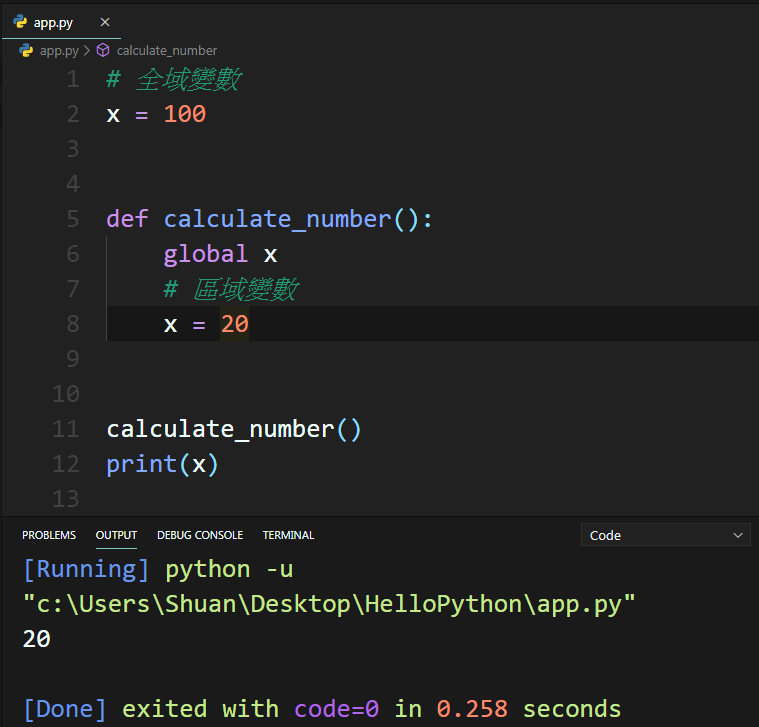 app.py ×
app.py > calculate_number
1 # 全域變數
2 x = 100
3
4
5 def calculate_number():
6     global x
7     # 區域變數
8     x = 20
9
10
11 calculate_number()
12 print(x)
13
PROBLEMS OUTPUT DEBUG CONSOLE TERMINAL Code
[Running] python -u
"c:\Users\Shuan\Desktop\HelloPython\app.py"
20
[Done] exited with code=0 in 0.258 seconds